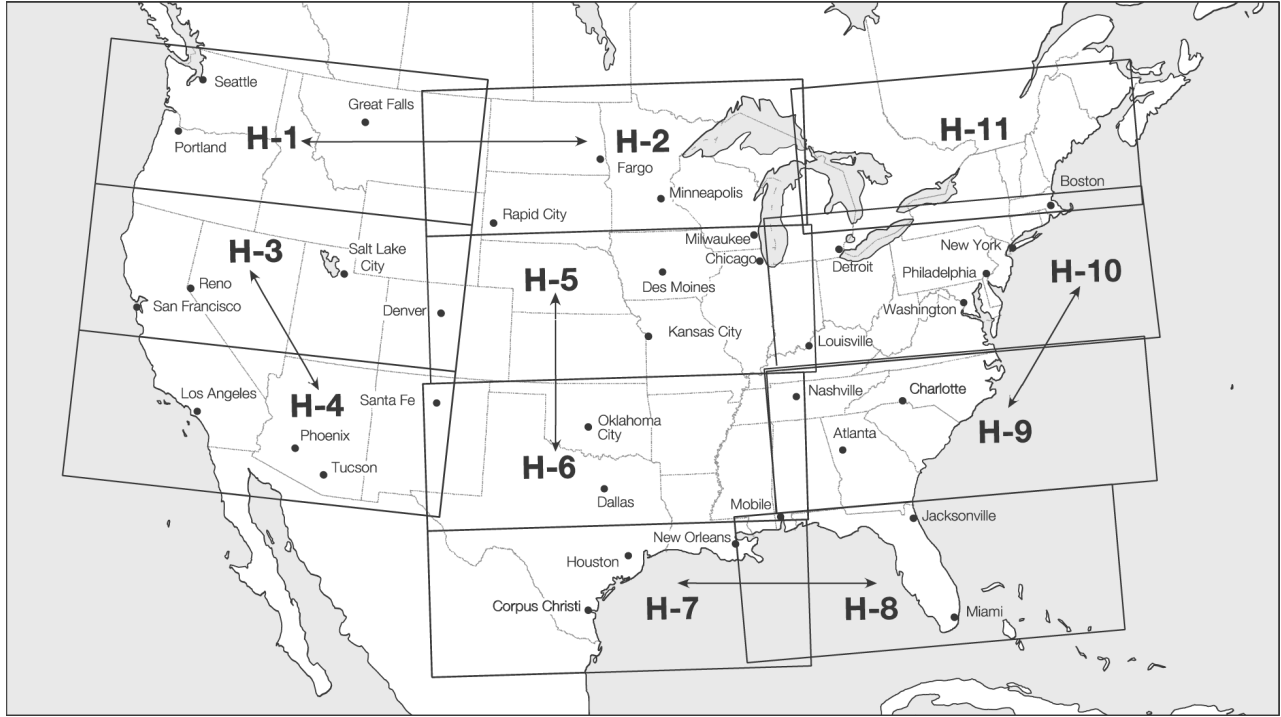 Seattle
Great Falls
Portland
H-1
H-2
Fargo
H-11
Minneapolis
Boston
Rapid City
Milwaukee
Chicago
H-3
Salt Lake
City
Reno
San Francisco
Denver
H-5
Des Moines
Kansas City
Detroit
New York
Philadelphia
Washington
H-10
Louisville
Los Angeles
H-4
Santa Fe
Phoenix
Tucson
Oklahoma
City
H-6
Dallas
Nashville
Charlotte
Atlanta
H-9
Mobile
New Orleans
Jacksonville
Houston
Corpus Christi
H-7
H-8
Miami